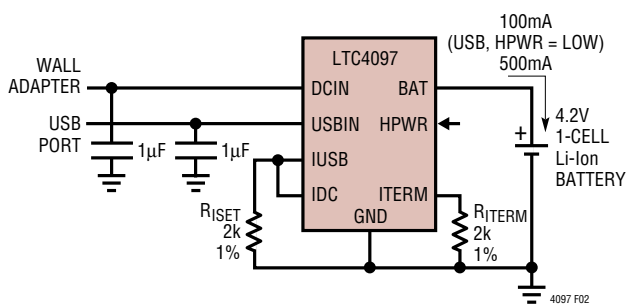 100mA
(USB, HPWR = LOW)
500mA
LTC4097
WALL
ADAPTER
DCIN
BAT
USB
PORT
USBIN
HPWR
1μF
1μF
+
4.2V
1-CELL
Li-Ion
BATTERY
IUSB
IDC
ITERM
GND
RISET
2k
1%
RITERM
2k
1%
4097 F02